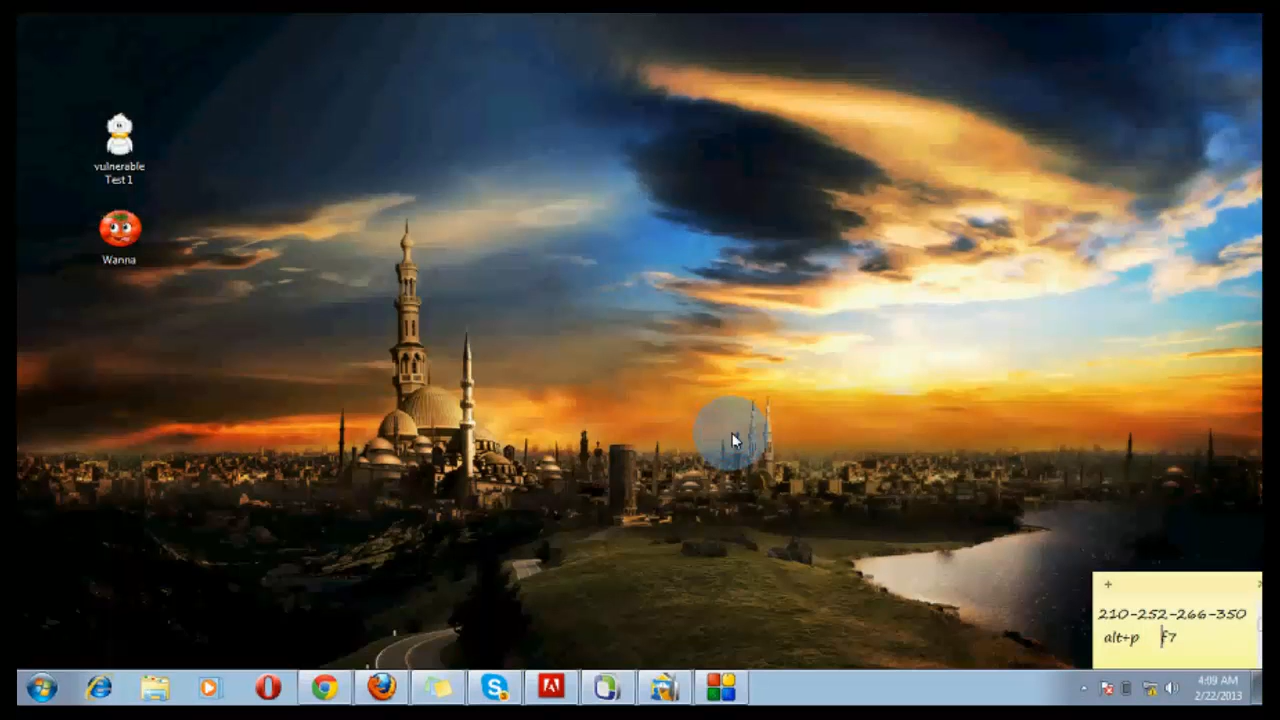 vulnerable
Test 1
Wanna
210-252-266-350
alt+p f7
4:09 AM
2/22/2013